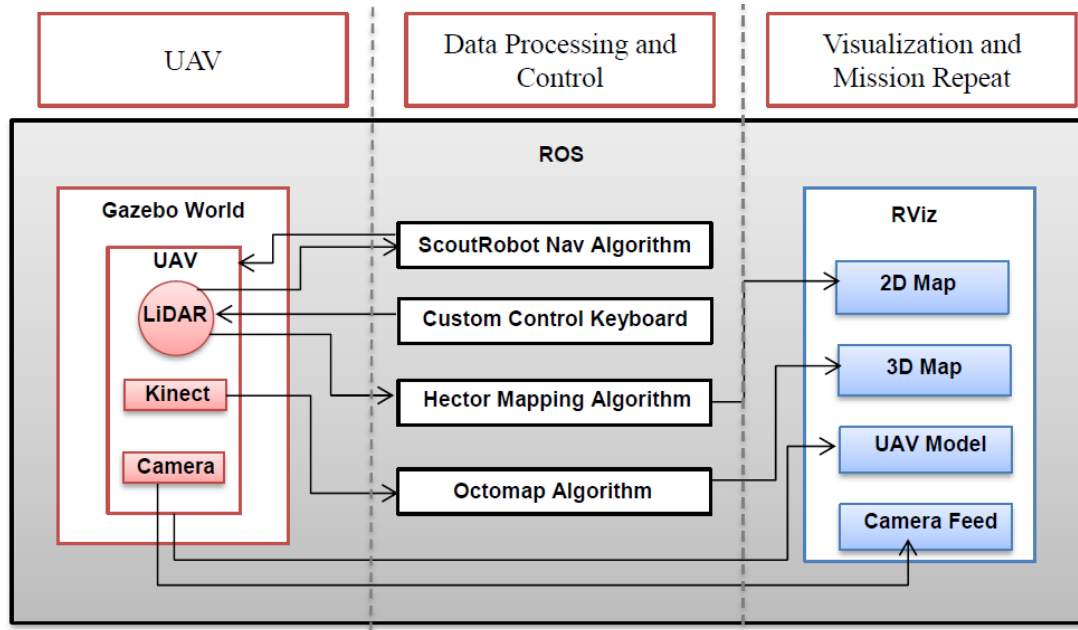 UAV
Data Processing and
Control
Visualization and
Mission Repeat
ROS
Gazebo World
UAV
LiDAR
Kinect
Camera
ScoutRobot Nav Algorithm
Custom Control Keyboard
Hector Mapping Algorithm
Octomap Algorithm
RViz
2D Map
3D Map
UAV Model
Camera Feed